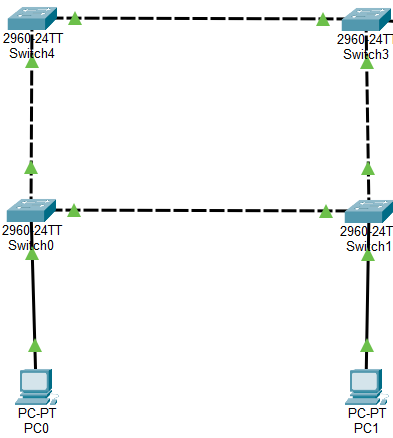 2960-24TT
Switch4
2960-24TT
Switch3
2960-24TT
Switch0
2960-24TT
Switch1
PC-PT
PC0
PC-PT
PC1